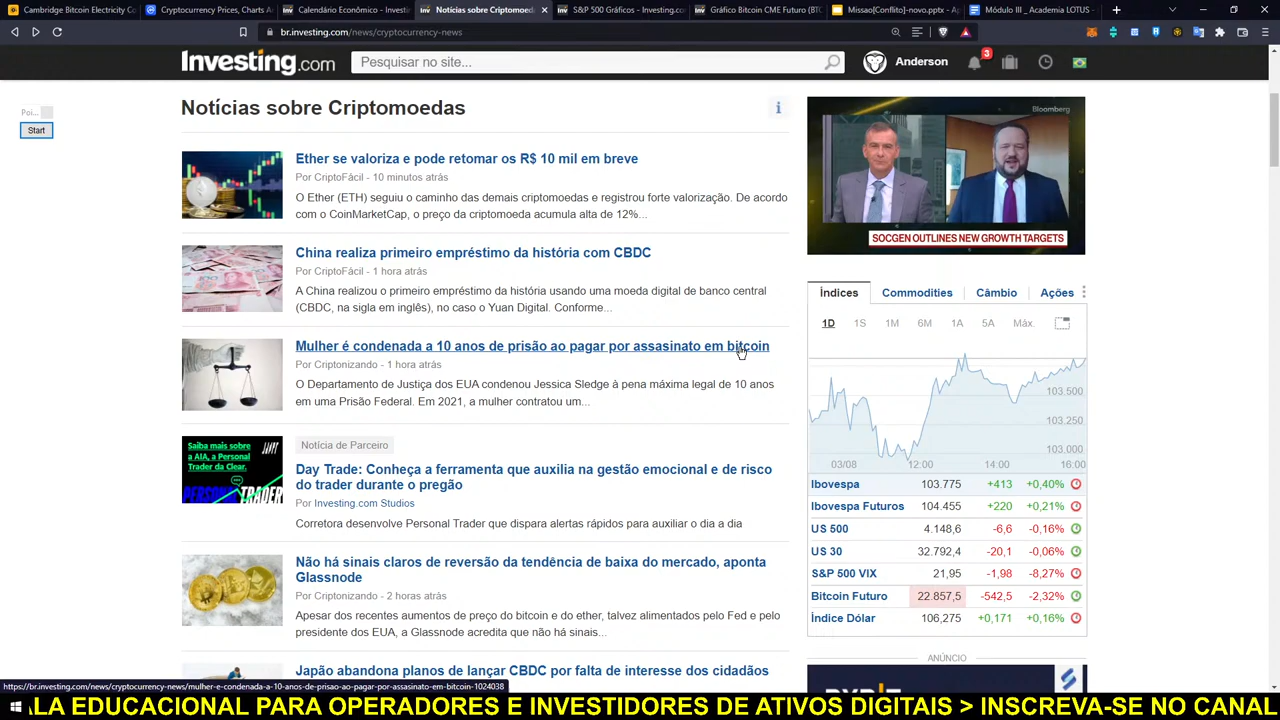 Cambridge Bitcoin Electricity Co
Cryptocurrency Prices, Charts A
Calendário Econômico - Investi
Notícias sobre Criptomoed
S&P 500 Gráficos - Investing.co
Gráfico Bitcoin CME Futuro (BTC
Missao[Conflito]-novo.pptx - Ap
Módulo III _ Academia LOTUS
br.investing.com/news/cryptocurrency-news
Investing.com
Pesquisar no site...
Anderson
3
Poi...
Start
Notícias sobre Criptomoedas
Ether se valoriza e pode retomar os R$ 10 mil em breve
Por CriptoFácil - 10 minutos atrás
O Ether (ETH) seguiu o caminho das demais criptomoedas e registrou forte valorização. De acordo
com o CoinMarketCap, o preço da criptomoeda acumula alta de 12%...
China realiza primeiro empréstimo da história com CBDC
Por CriptoFácil - 1 hora atrás
A China realizou o primeiro empréstimo da história usando uma moeda digital de banco central
(CBDC, na sigla em inglês), no caso o Yuan Digital. Conforme...
Mulher é condenada a 10 anos de prisão ao pagar por assasinato em bitcoin
Por Criptonizando - 1 hora atrás
O Departamento de Justiça dos EUA condenou Jessica Sledge à pena máxima legal de 10 anos
em uma Prisão Federal. Em 2021, a mulher contratou um...
Saiba mais sobre
a AIA, a Personal
Trader da Clear.
PERSONAL
TRADER
Notícia de Parceiro
Day Trade: Conheça a ferramenta que auxilia na gestão emocional e de risco
do trader durante o pregão
Por Investing.com Studios
Corretora desenvolve Personal Trader que dispara alertas rápidos para auxiliar o dia a dia
Não há sinais claros de reversão da tendência de baixa do mercado, aponta
Glassnode
Por Criptonizando - 2 horas atrás
Apesar dos recentes aumentos de preço do bitcoin e do ether, talvez alimentados pelo Fed e pelo
presidente dos EUA, a Glassnode acredita que não há sinais...
Japão abandona planos de lançar CBDC por falta de interesse dos cidadãos
Bloomberg
SOCGEN OUTLINES NEW GROWTH TARGETS
Índices Commodities Câmbio Ações
1D 1S 1M 6M 1A 5A Máx.
103.500
103.250
103.000
03/08 12:00 14:00 16:00
Ibovespa 103.775 +413 +0,40%
Ibovespa Futuros 104.455 +220 +0,21%
US 500 4.148,6 -6,6 -0,16%
US 30 32.792,4 -20,1 -0,06%
S&P 500 VIX 21,95 -1,98 -8,27%
Bitcoin Futuro 22.857,5 -542,5 -2,32%
Índice Dólar 106,275 +0,171 +0,16%
ANÚNCIO
https://br.investing.com/news/cryptocurrency-news/mulher-e-condenada-a-10-anos-de-prisao-ao-pagar-por-assasinato-em-bitcoin-1024038
ALA EDUCACIONAL PARA OPERADORES E INVESTIDORES DE ATIVOS DIGITAIS > INSCREVA-SE NO CANAL